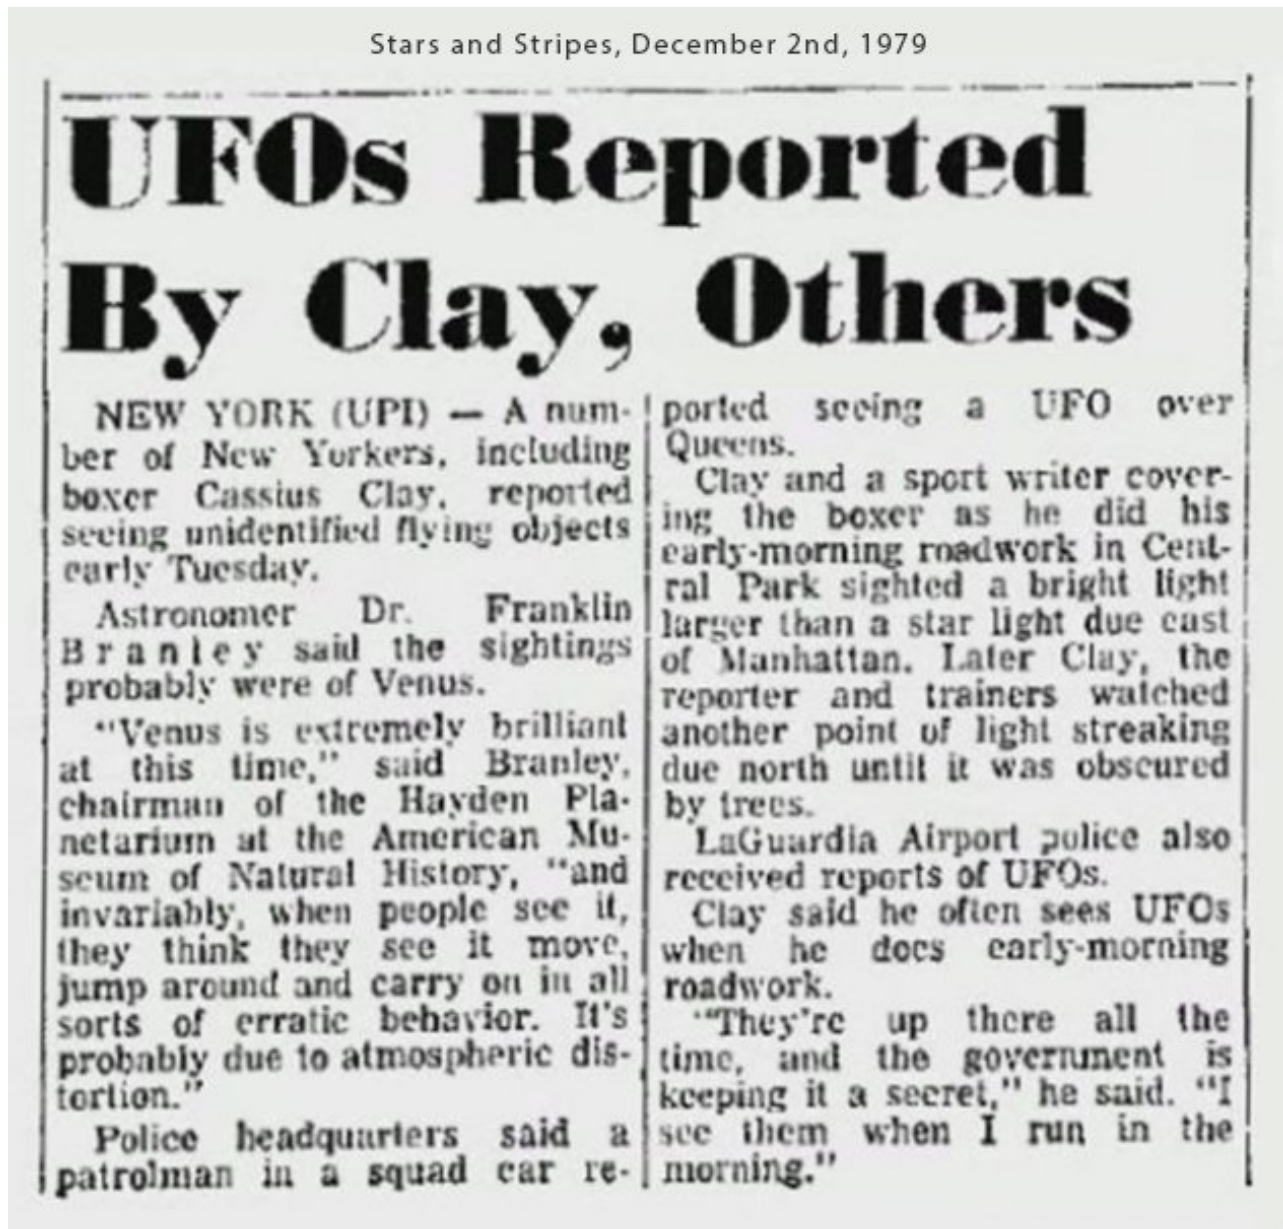 Stars and Stripes, December 2nd, 1979
UFOs Reported
By Clay, Others
NEW YORK (UPI) — A num-
ber of New Yorkers, including
boxer Cassius Clay, reported
seeing unidentified flying objects
early Tuesday.
Astronomer Dr. Franklin
Branley said the sightings
probably were of Venus.
"Venus is extremely brilliant
at this time," said Branley,
chairman of the Hayden Pla-
netarium at the American Mu-
seum of Natural History, "and
invariably, when people see it,
they think they see it move,
jump around and carry on in all
sorts of erratic behavior. It's
probably due to atmospheric dis-
tortion."
Police headquarters said a
patrolman in a squad car re-
ported seeing a UFO over
Queens.
Clay and a sport writer cover-
ing the boxer as he did his
early-morning roadwork in Cent-
ral Park sighted a bright light
larger than a star light due east
of Manhattan. Later Clay, the
reporter and trainers watched
another point of light streaking
due north until it was obscured
by trees.
LaGuardia Airport police also
received reports of UFOs.
Clay said he often sees UFOs
when he does early-morning
roadwork.
"They're up there all the
time, and the government is
keeping it a secret," he said. "I
see them when I run in the
morning."